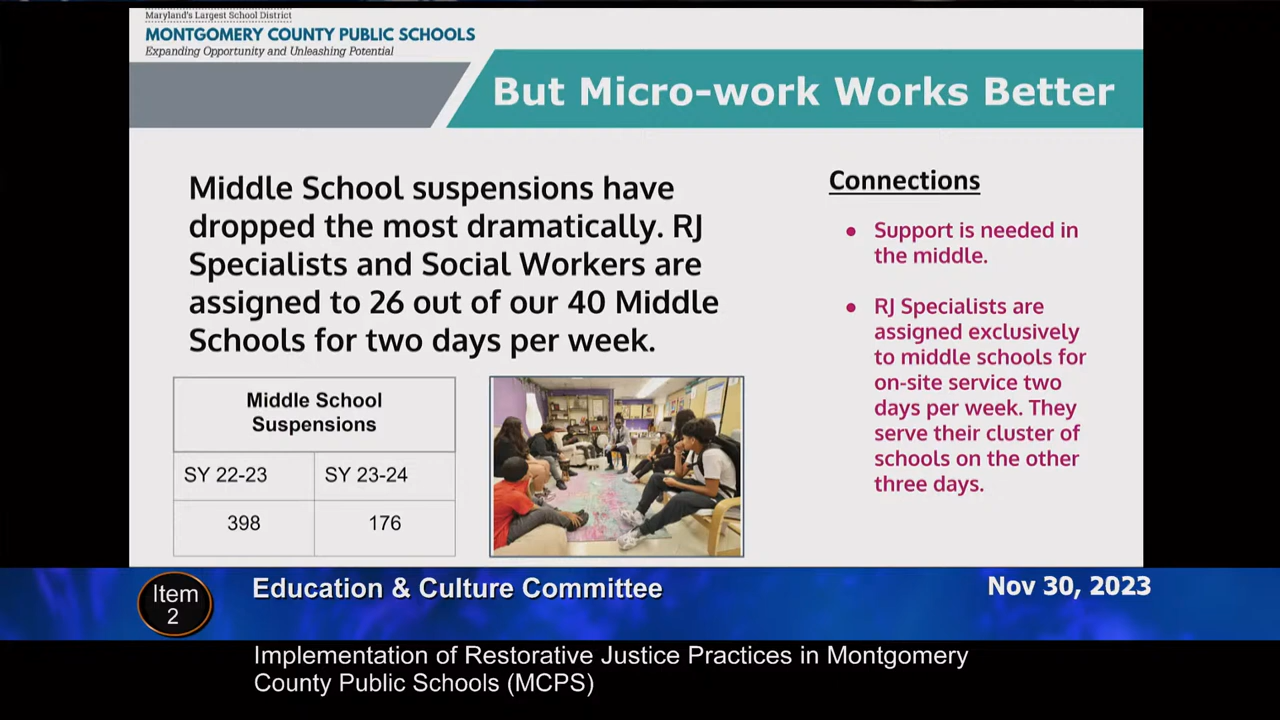 Maryland's Largest School District
MONTGOMERY COUNTY PUBLIC SCHOOLS
Expanding Opportunity and Unleashing Potential
But Micro-work Works Better
Middle School suspensions have
dropped the most dramatically. RJ
Specialists and Social Workers are
assigned to 26 out of our 40 Middle
Schools for two days per week.
Middle School
Suspensions
SY 22-23 SY 23-24
398 176
Connections
● Support is needed in
the middle.
● RJ Specialists are
assigned exclusively
to middle schools for
on-site service two
days per week. They
serve their cluster of
schools on the other
three days.
Item
2
Education & Culture Committee
Nov 30, 2023
Implementation of Restorative Justice Practices in Montgomery
County Public Schools (MCPS)